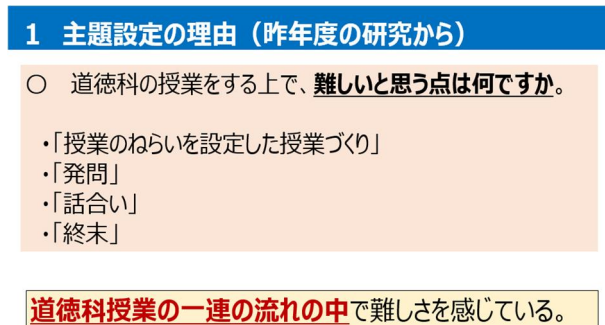 1 主題設定の理由（昨年度の研究から）
○ 道徳科の授業をする上で、難しいと思う点は何ですか。
・「授業のねらいを設定した授業づくり」
・「発問」
・「話合い」
・「終末」
道徳科授業の一連の流れの中で難しさを感じている。